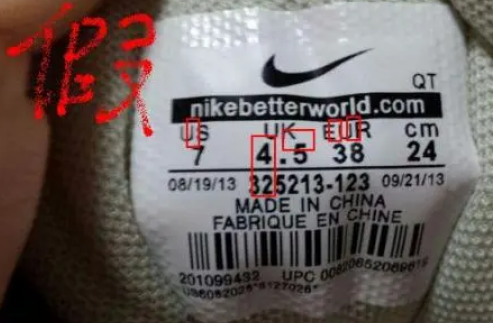 假
QT
nikebetterworld.com
US UK EUR cm
7 4.5 38 24
08/19/13 325213-123 09/21/13
MADE IN CHINA
FABRIQUE EN CHINE
201099432 UPC